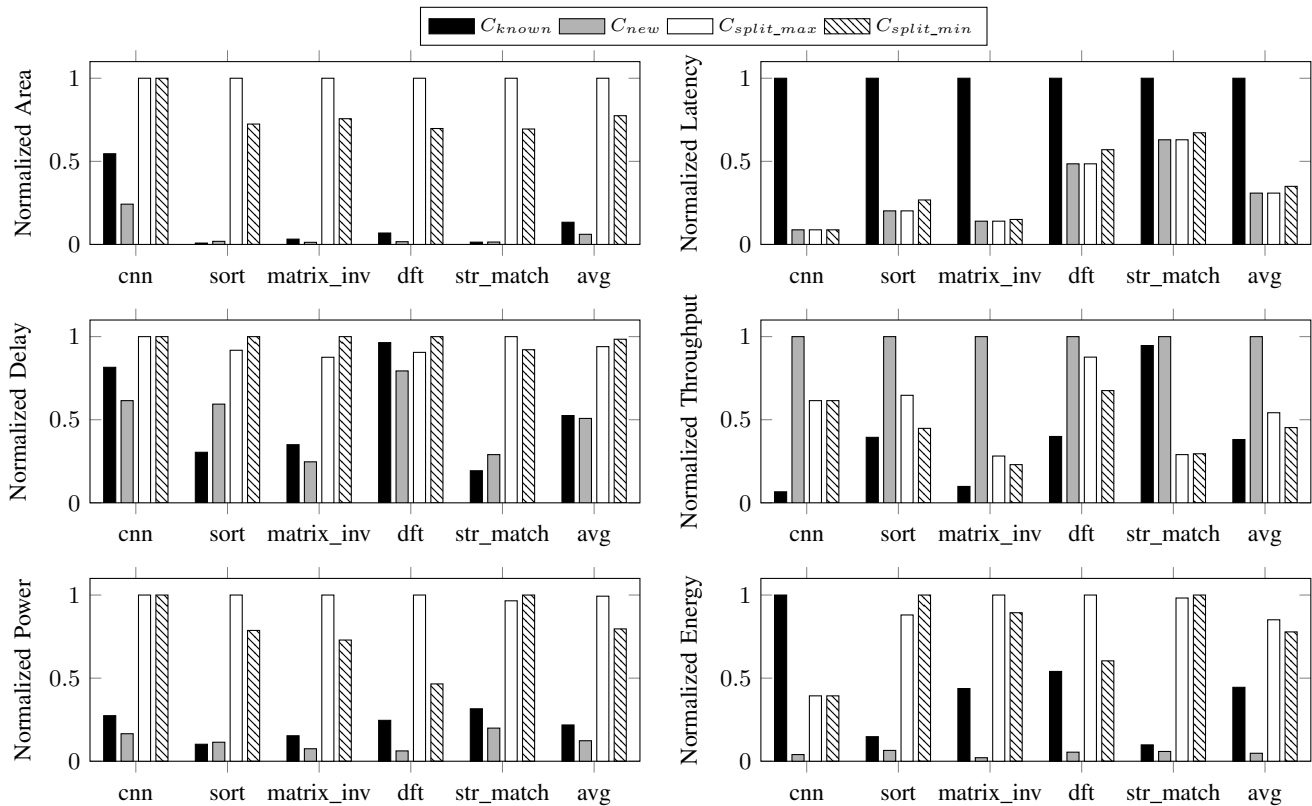 C_known C_new C_split_max C_split_min
Normalized Area
1
0.5
0
cnn sort matrix_inv dft str_match avg
Normalized Latency
1
0.5
0
cnn sort matrix_inv dft str_match avg
Normalized Delay
1
0.5
0
cnn sort matrix_inv dft str_match avg
Normalized Throughput
1
0.5
0
cnn sort matrix_inv dft str_match avg
Normalized Power
1
0.5
0
cnn sort matrix_inv dft str_match avg
Normalized Energy
1
0.5
0
cnn sort matrix_inv dft str_match avg